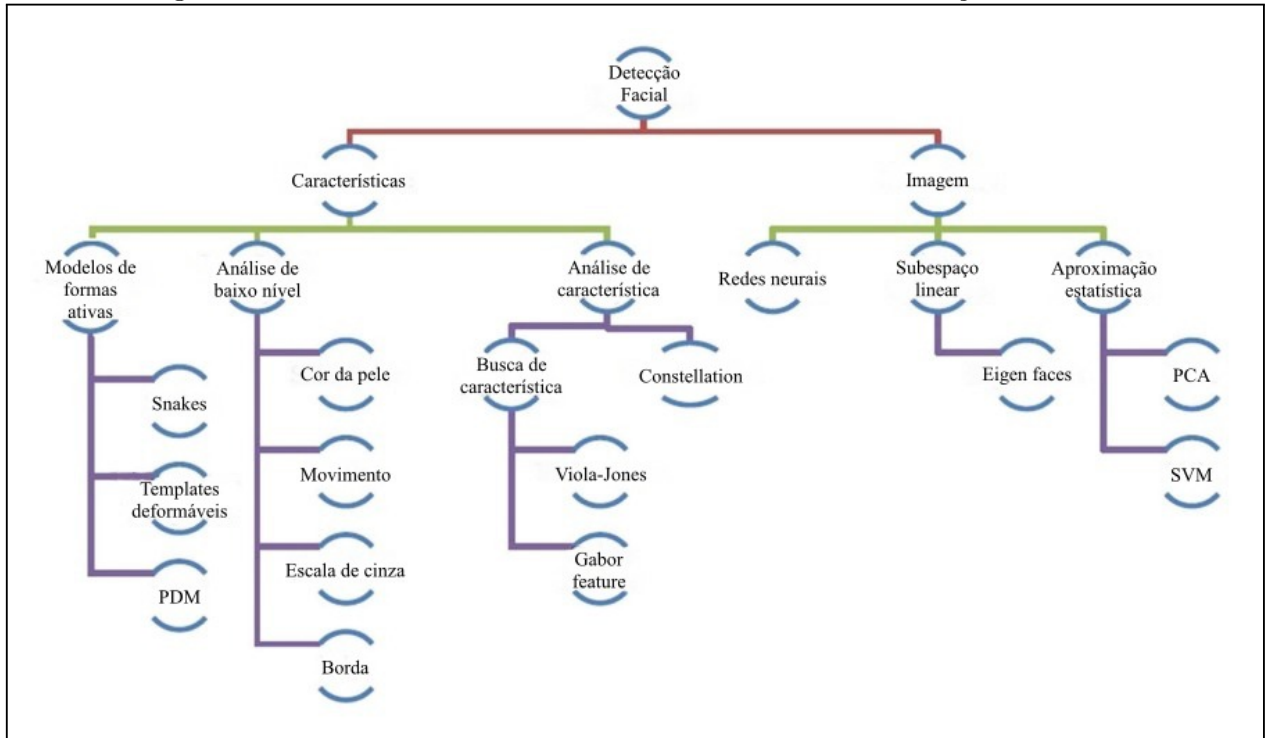 Detecção
Facial
Características
Imagem
Modelos de
formas
ativas
Análise de
baixo nível
Análise de
característica
Redes neurais
Subespaço
linear
Aproximação
estatística
Snakes
Templates
deformáveis
PDM
Cor da pele
Movimento
Escala de cinza
Borda
Busca de
característica
Constellation
Viola-Jones
Gabor
feature
Eigen faces
PCA
SVM